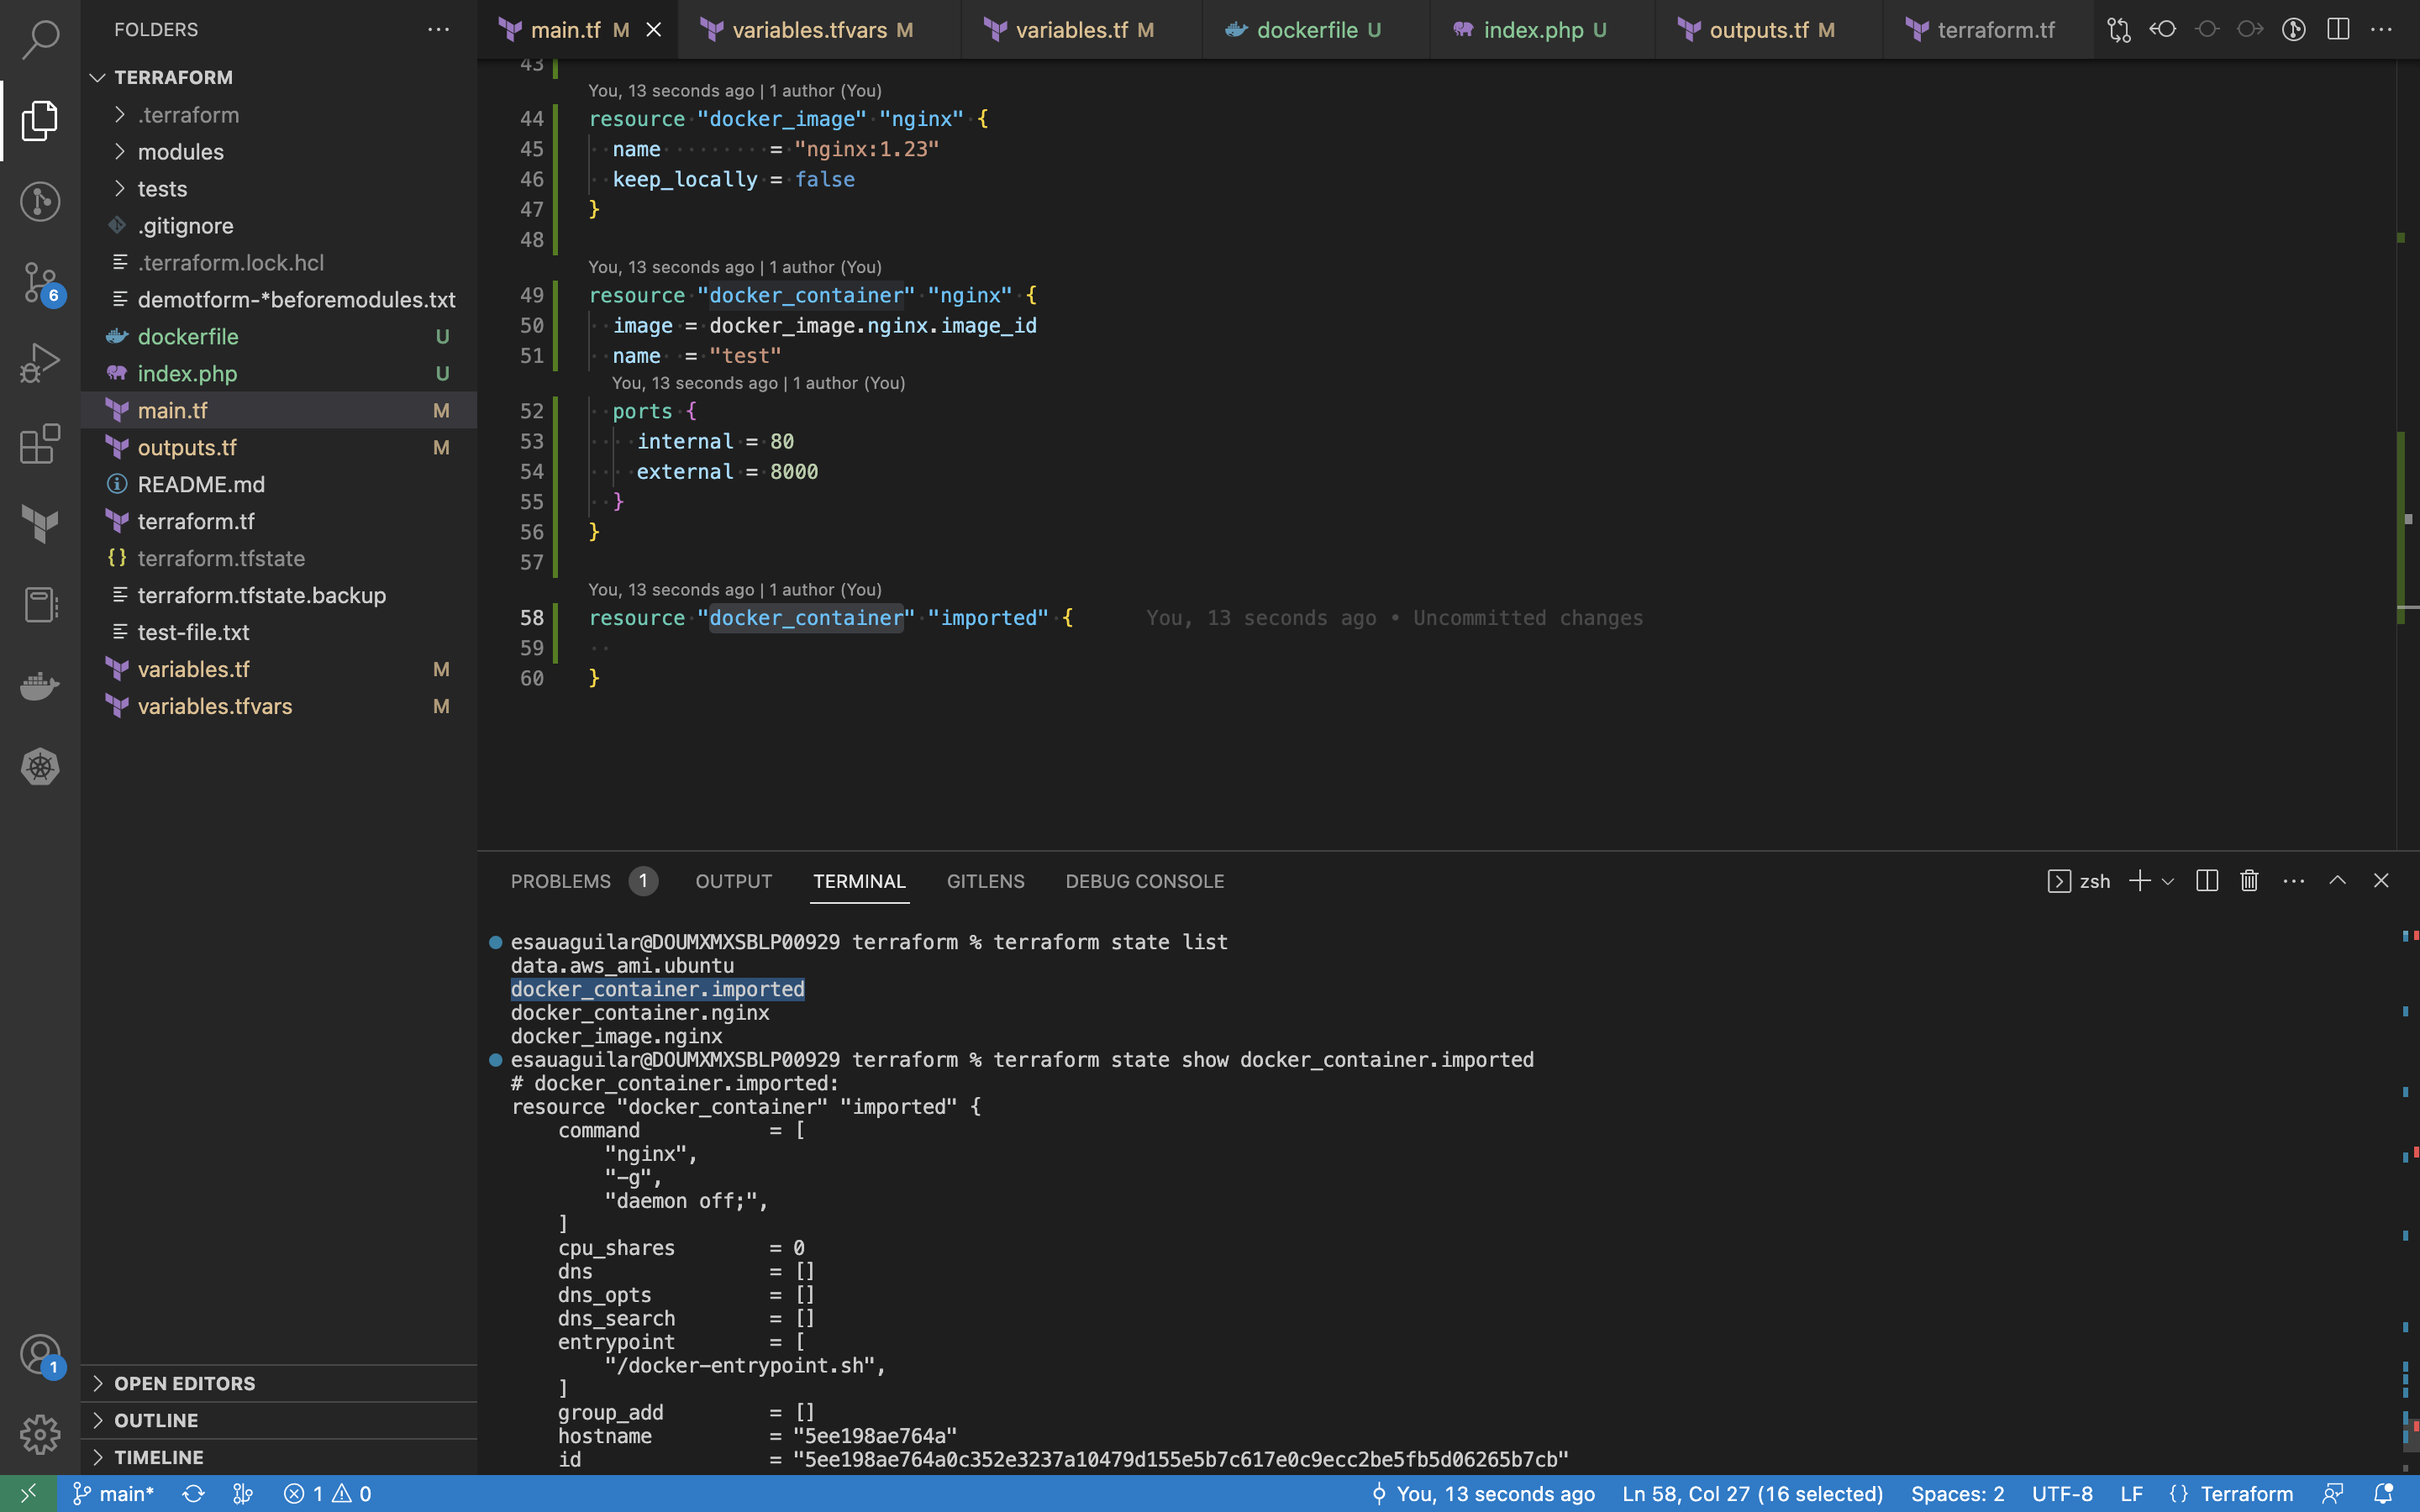 FOLDERS
TERRAFORM
.terraform
modules
tests
.gitignore
.terraform.lock.hcl
demotform-*beforemodules.txt
dockerfile U
index.php U
main.tf M
outputs.tf M
README.md
terraform.tf
terraform.tfstate
terraform.tfstate.backup
test-file.txt
variables.tf M
variables.tfvars M
OPEN EDITORS
OUTLINE
TIMELINE
6
1
main.tf M variables.tfvars M variables.tf M dockerfile U index.php U outputs.tf M terraform.tf
43
You, 13 seconds ago | 1 author (You)
44 resource "docker_image" "nginx" {
45 name = "nginx:1.23"
46 keep_locally = false
47 }
48
You, 13 seconds ago | 1 author (You)
49 resource "docker_container" "nginx" {
50 image = docker_image.nginx.image_id
51 name = "test"
You, 13 seconds ago | 1 author (You)
52 ports {
53 internal = 80
54 external = 8000
55 }
56 }
57
You, 13 seconds ago | 1 author (You)
58 resource "docker_container" "imported" { You, 13 seconds ago • Uncommitted changes
59
60 }
PROBLEMS 1 OUTPUT TERMINAL GITLENS DEBUG CONSOLE zsh
esauaguilar@DOUMXMXSBLP00929 terraform % terraform state list
data.aws_ami.ubuntu
docker_container.imported
docker_container.nginx
docker_image.nginx
esauaguilar@DOUMXMXSBLP00929 terraform % terraform state show docker_container.imported
# docker_container.imported:
resource "docker_container" "imported" {
command = [
"nginx",
"-g",
"daemon off;",
]
cpu_shares = 0
dns = []
dns_opts = []
dns_search = []
entrypoint = [
"/docker-entrypoint.sh",
]
group_add = []
hostname = "5ee198ae764a"
id = "5ee198ae764a0c352e3237a10479d155e5b7c617e0c9ecc2be5fb5d06265b7cb"
main* 1 0 You, 13 seconds ago Ln 58, Col 27 (16 selected) Spaces: 2 UTF-8 LF {} Terraform